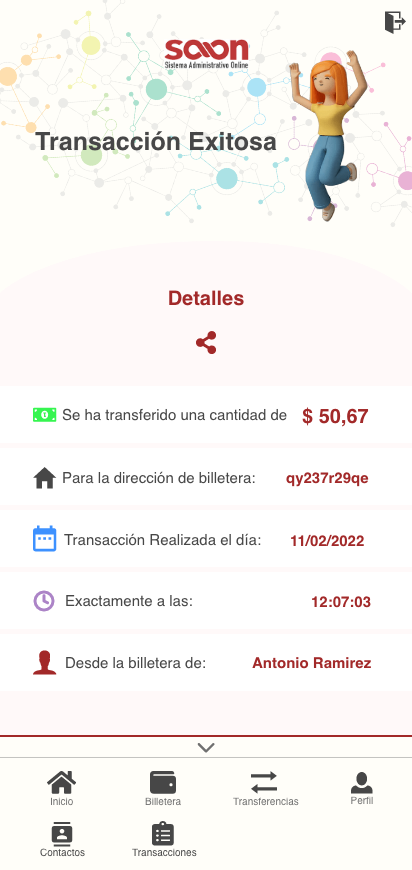 saon
Sistema Administrativo Online
Transacción Exitosa
Detalles
Se ha transferido una cantidad de $ 50,67
Para la dirección de billetera: qy237r29qe
Transacción Realizada el día: 11/02/2022
Exactamente a las: 12:07:03
Desde la billetera de: Antonio Ramirez
Inicio Billetera Transferencias Perfil
Contactos Transacciones